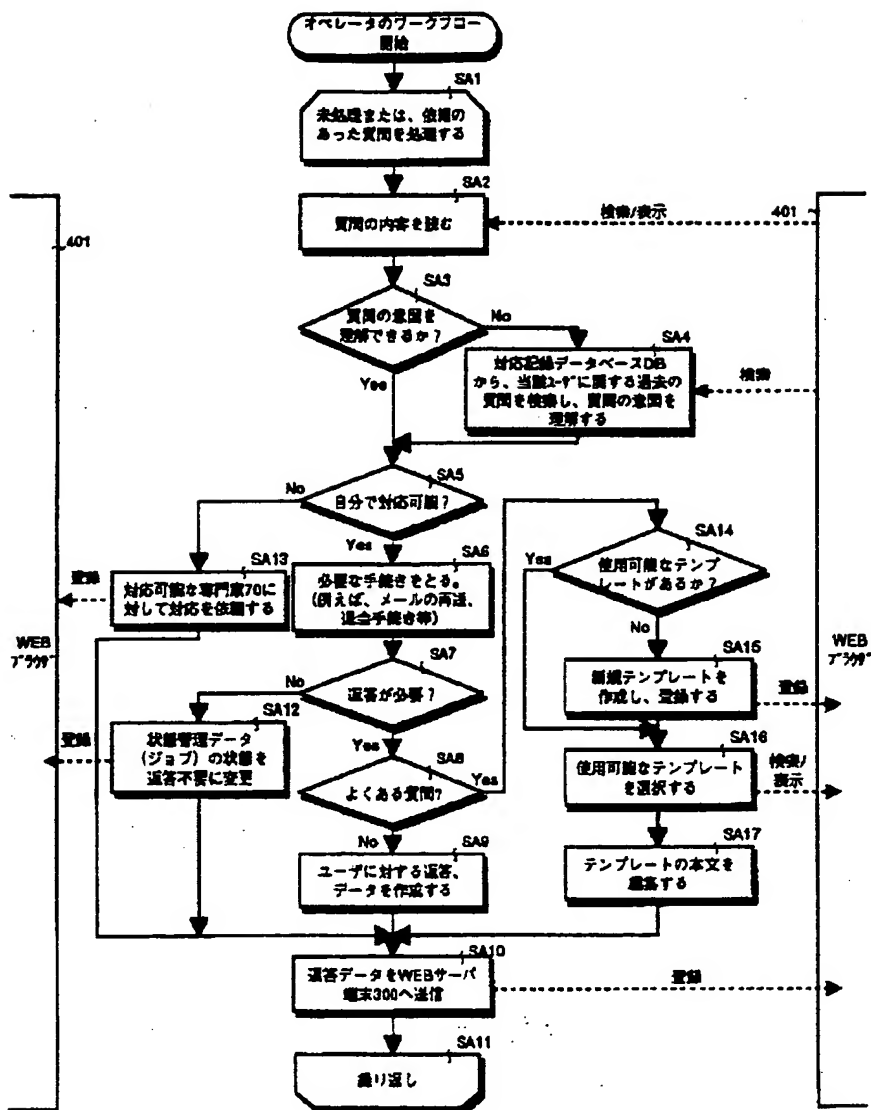 オペレータのワークフロー
開始
SA1
未処理または、依頼の
あった質問を処理する
SA2
質問の内容を読む
検索/表示
401
401
SA3
質問の意図を
理解できるか？
No
Yes
SA4
対応記録データベースDB
から、当該ﾕｰｻﾞに関する過去の
質問を検索し、質問の意図を
理解する
検索
SA5
自分で対応可能？
No
Yes
SA13
対応可能な専門家70に
対して対応を依頼する
登録
SA6
必要な手続きをとる。
(例えば、メールの再送、
退会手続き等)
SA14
使用可能なテンプ
レートがあるか？
Yes
No
WEB
ﾌﾞﾗｳｻﾞ
WEB
ﾌﾞﾗｳｻﾞ
SA7
返答が必要？
No
Yes
SA15
新規テンプレートを
作成し、登録する
登録
SA12
状態管理データ
(ジョブ)の状態を
返答不要に変更
登録
SA8
よくある質問?
Yes
No
SA16
使用可能なテンプレート
を選択する
検索/
表示
SA9
ユーザに対する返答、
データを作成する
SA17
テンプレートの本文を
編集する
SA10
返答データをWEBサーバ
端末300へ送信
登録
SA11
繰り返し